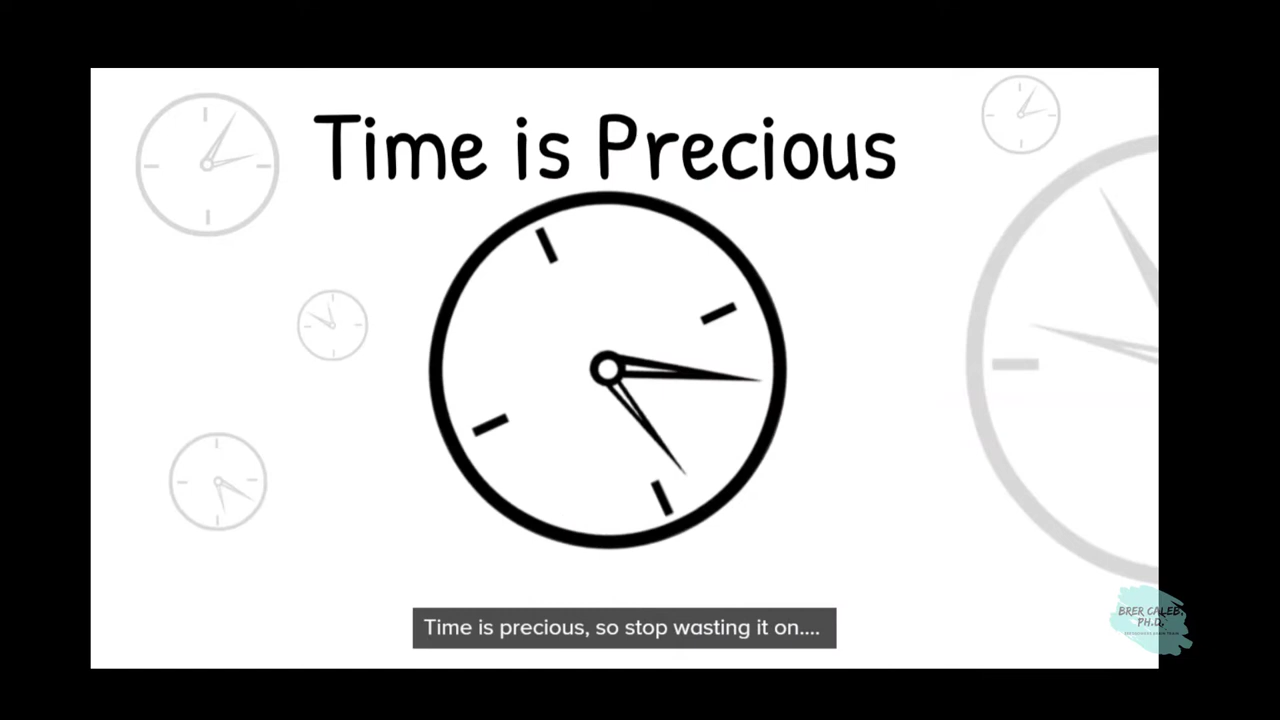 Time is Precious
Time is precious, so stop wasting it on....
BRER CALEB,
PH.D.